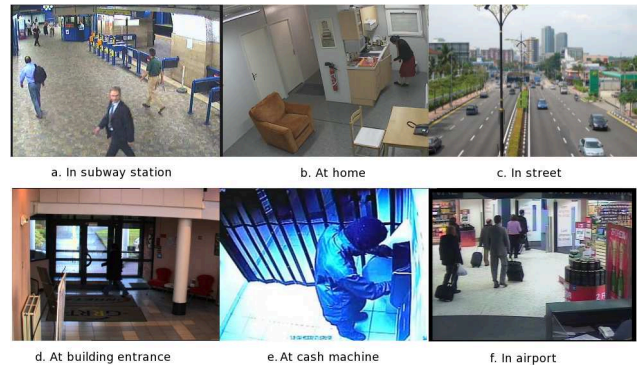 a. In subway station
b. At home
c. In street
d. At building entrance
e. At cash machine
f. In airport